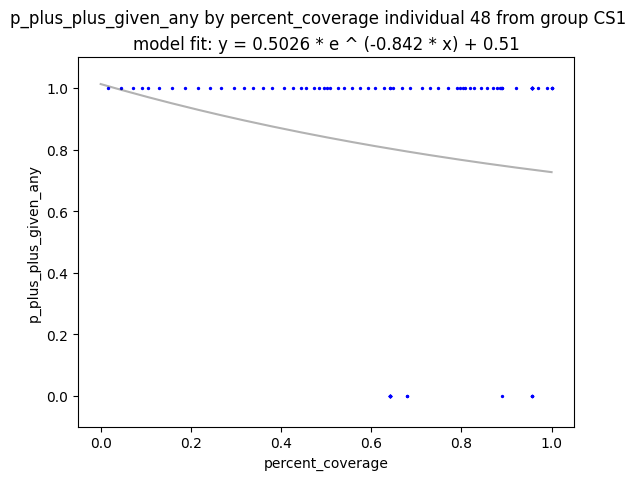 p_plus_plus_given_any by percent_coverage individual 48 from group CS1
model fit: y = 0.5026 * e ^ (-0.842 * x) + 0.51
1.0
0.8
0.6
0.4
0.2
0.0
p_plus_plus_given_any
0.0 0.2 0.4 0.6 0.8 1.0
percent_coverage